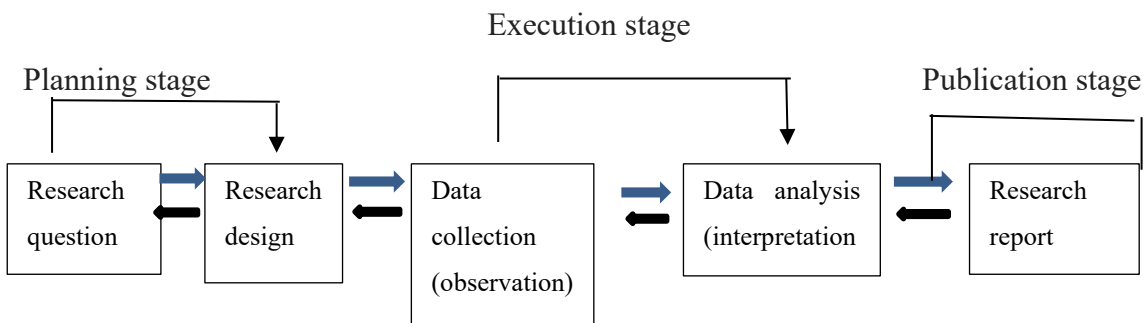 Execution stage
Planning stage
Publication stage
Research
question
Research
design
Data
collection
(observation)
Data analysis
(interpretation
Research
report